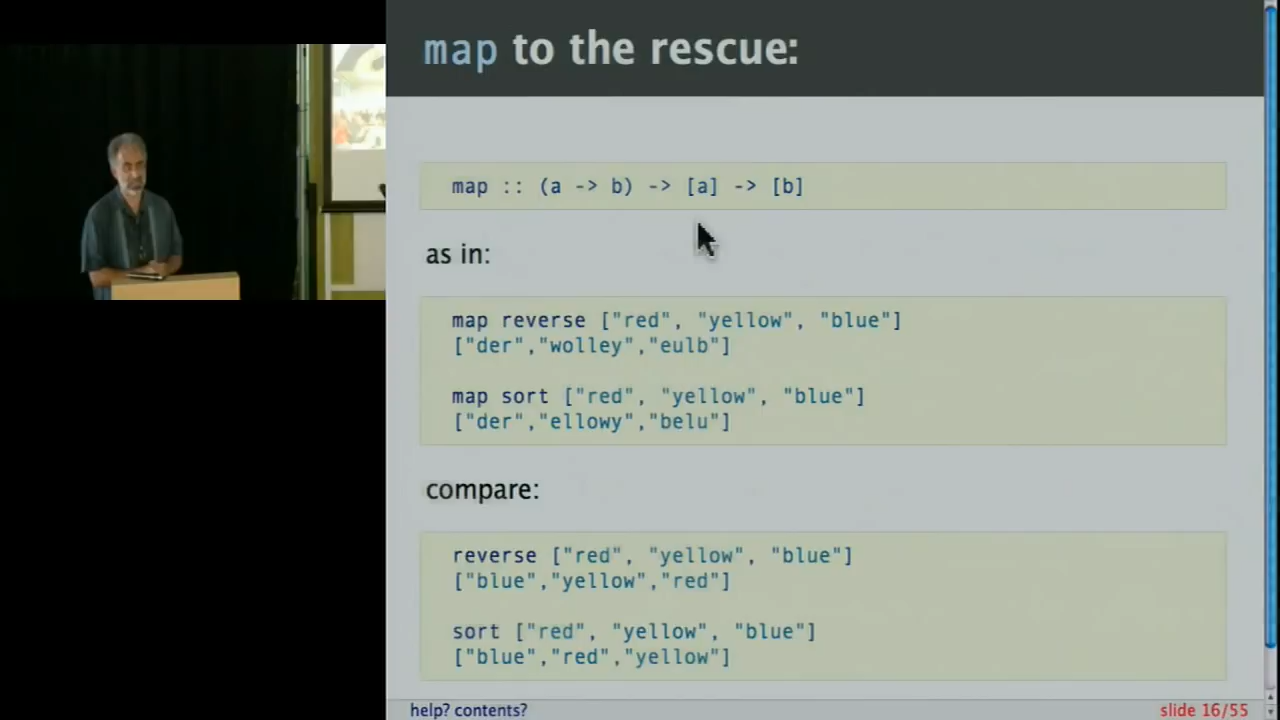 map to the rescue:
map :: (a -> b) -> [a] -> [b]
as in:
map reverse ["red", "yellow", "blue"]
["der","wolley","eulb"]
map sort ["red", "yellow", "blue"]
["der","ellowy","belu"]
compare:
reverse ["red", "yellow", "blue"]
["blue","yellow","red"]
sort ["red", "yellow", "blue"]
["blue","red","yellow"]
help? contents?
slide 16/55